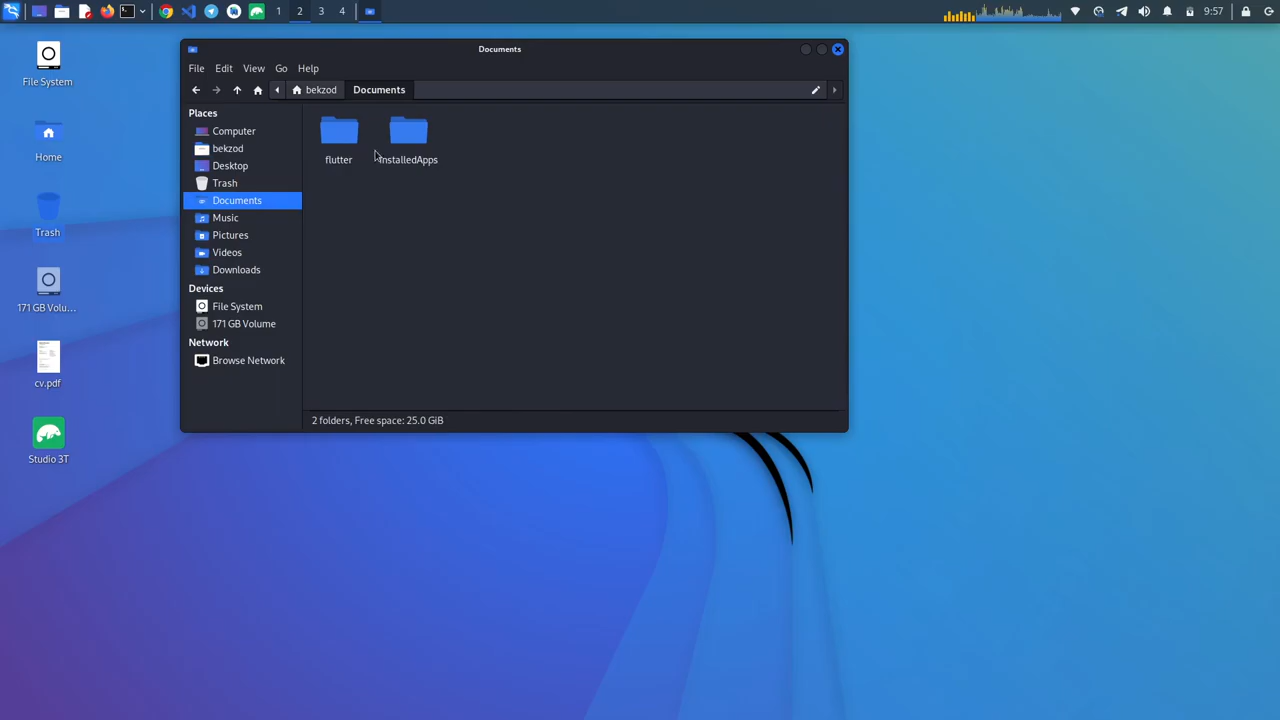 1 2 3 4 9:57
Documents
File Edit View Go Help
bekzod Documents
Places
Computer
bekzod
Desktop
Trash
Documents
Music
Pictures
Videos
Downloads
Devices
File System
171 GB Volume
Network
Browse Network
flutter InstalledApps
2 folders, Free space: 25.0 GiB
File System
Home
Trash
171 GB Volu...
cv.pdf
Studio 3T